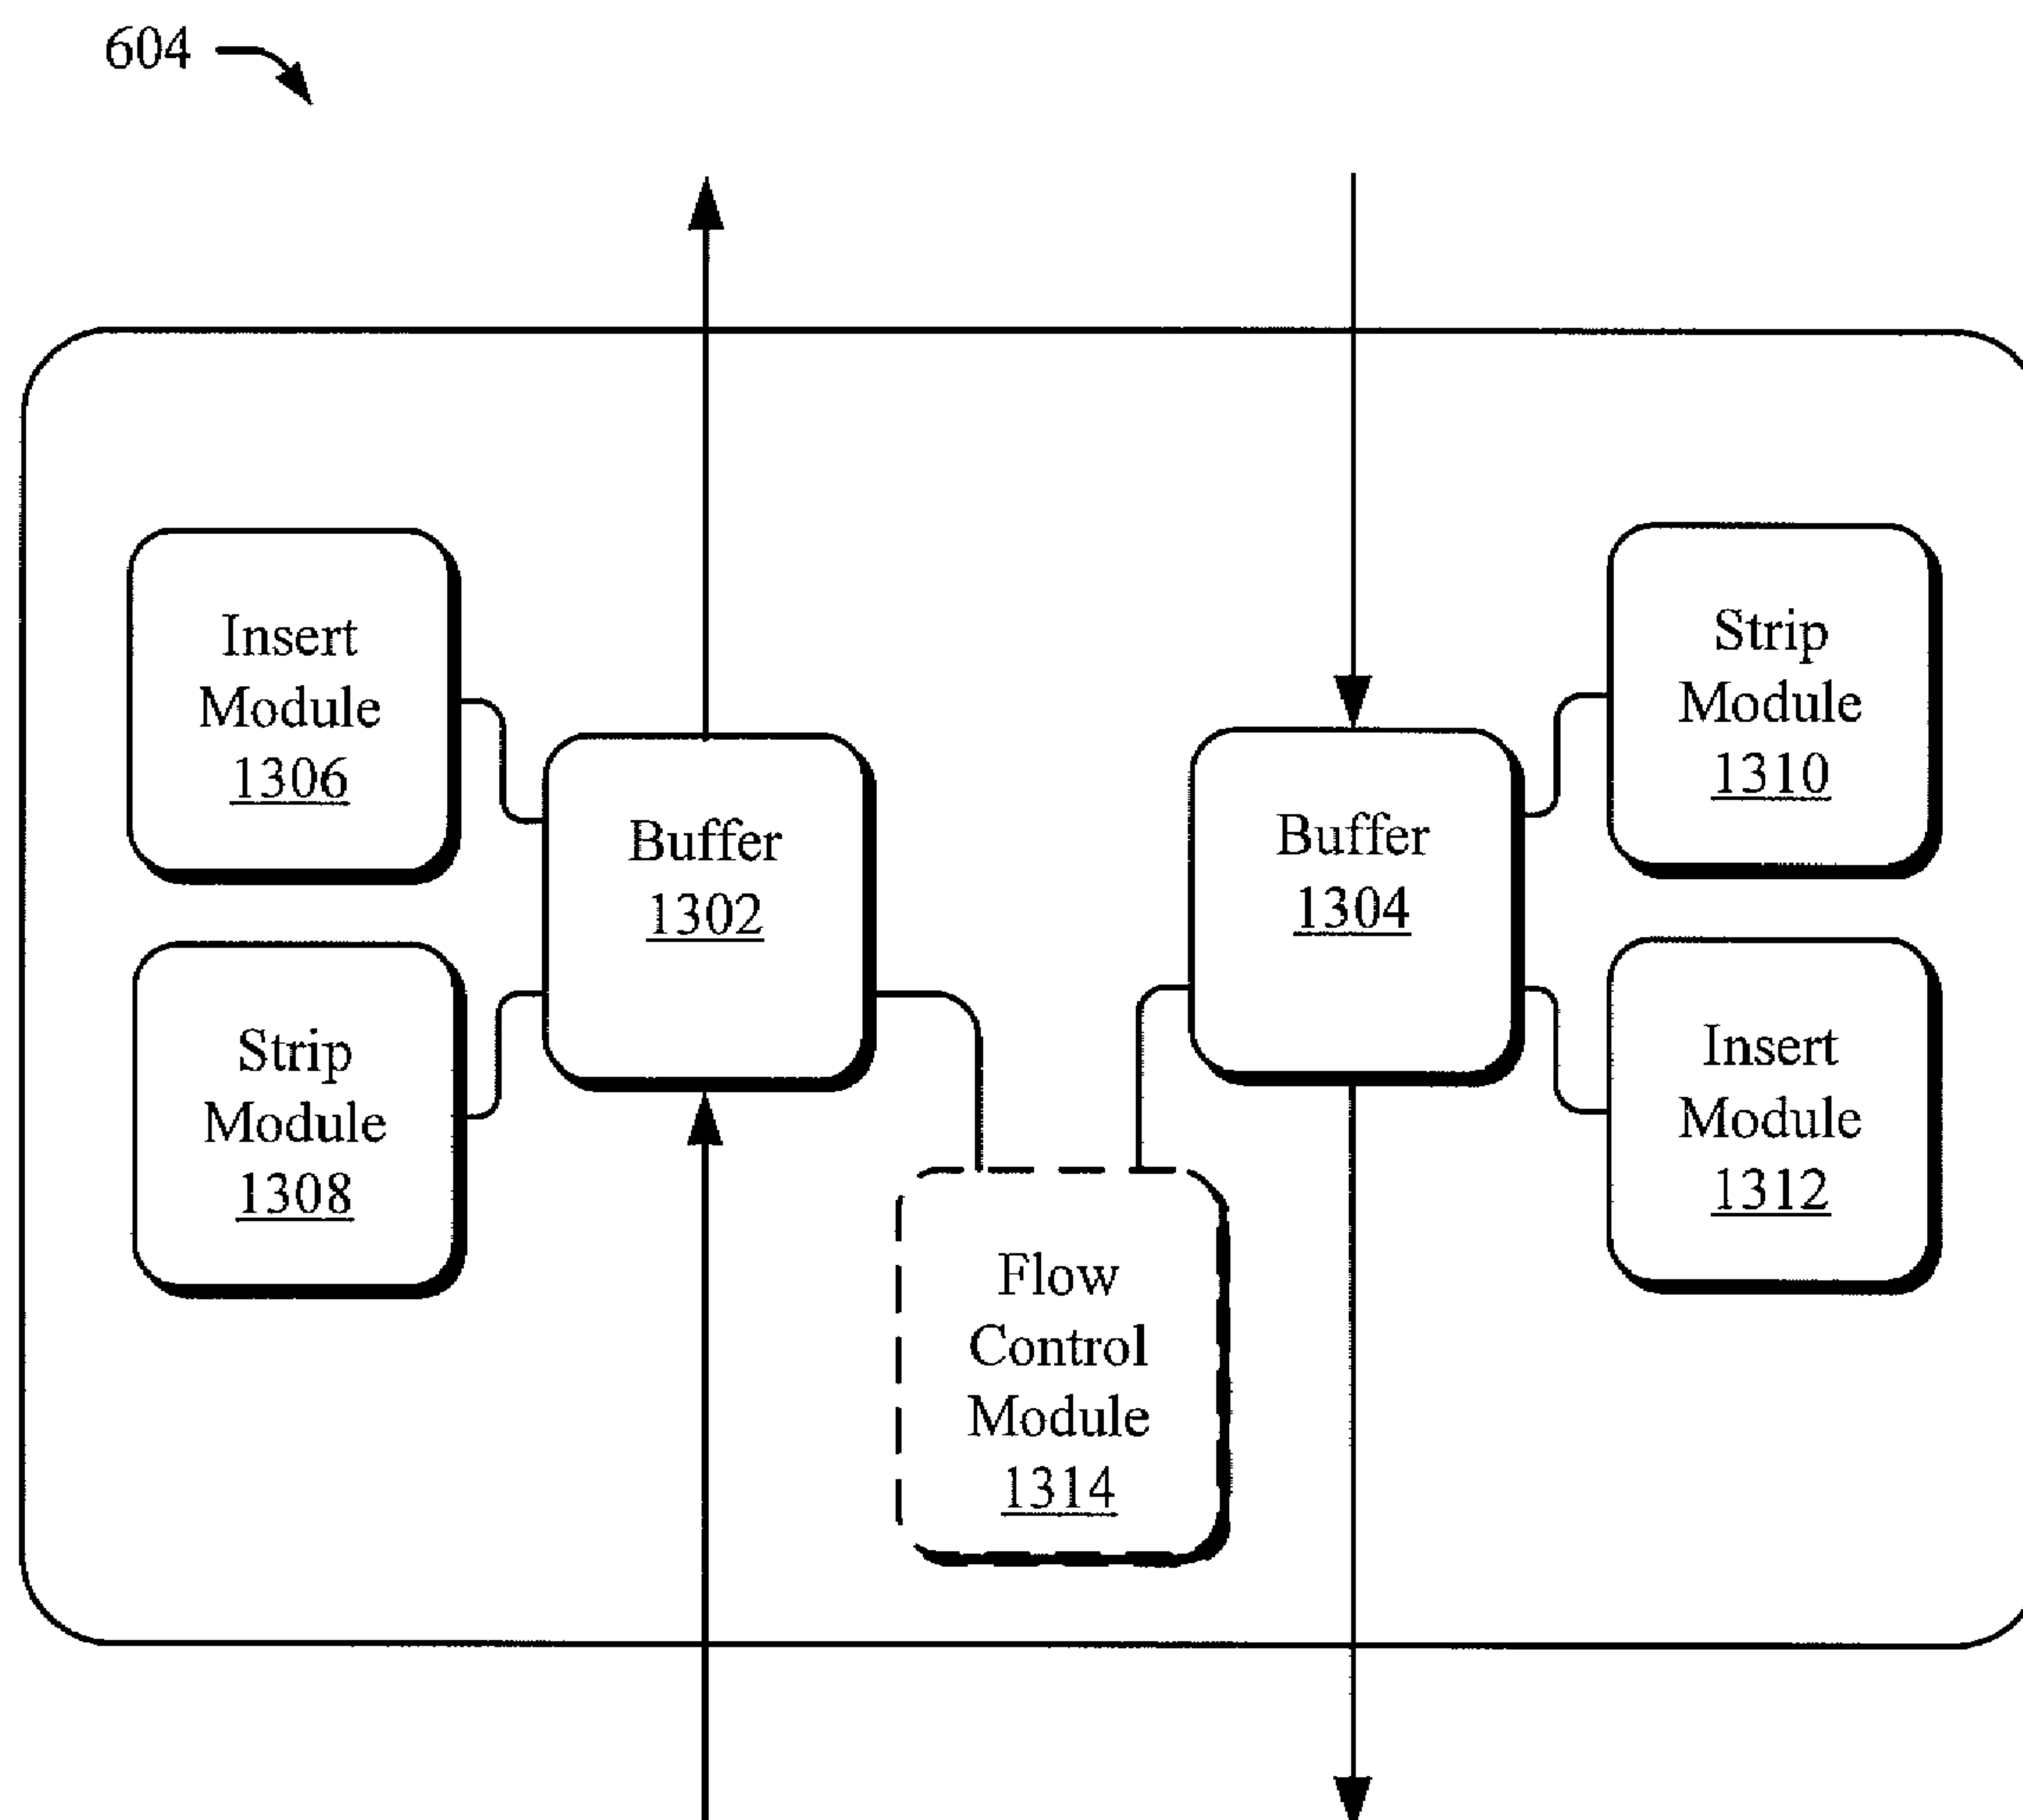 604
Insert
Module
1306
Strip
Module
1308
Buffer
1302
Buffer
1304
Strip
Module
1310
Insert
Module
1312
Flow
Control
Module
1314